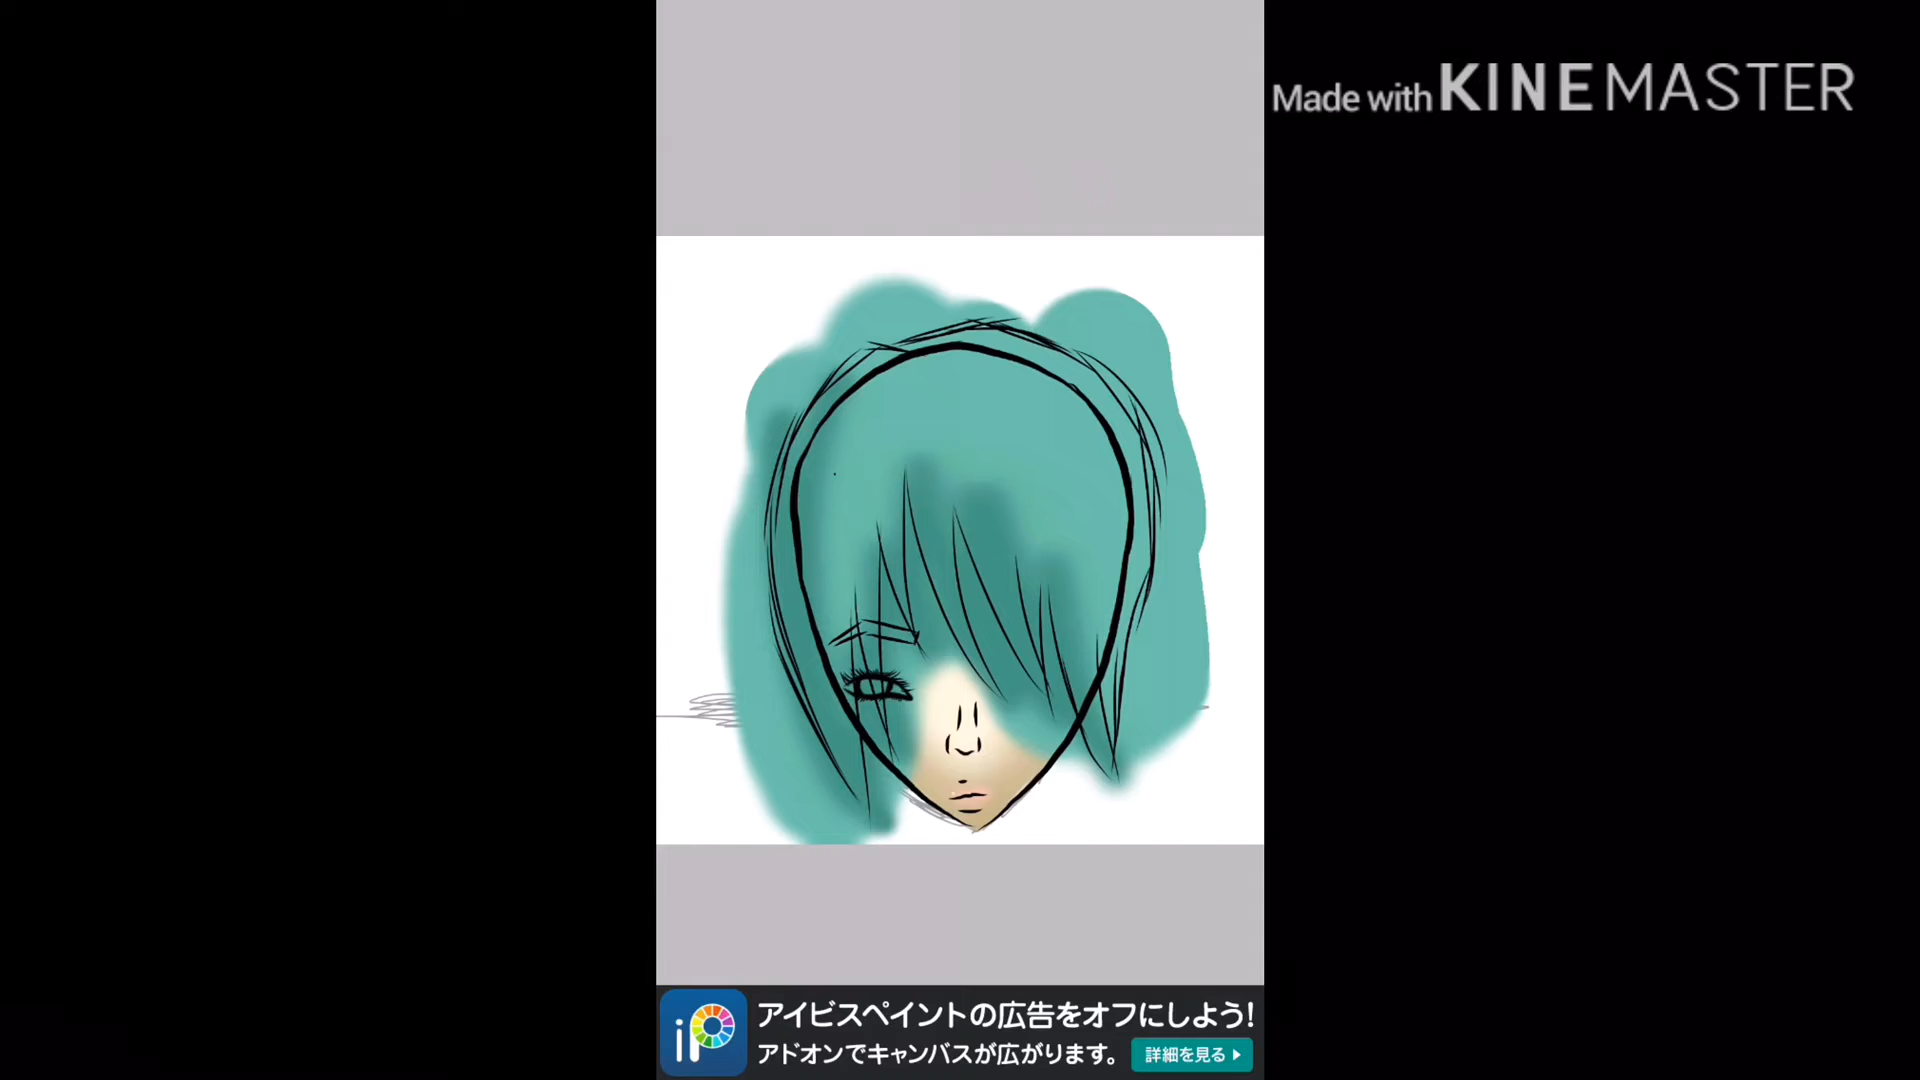 Made with KINEMASTER
iP
アイビスペイントの広告をオフにしよう!
アドオンでキャンバスが広がります。
詳細を見る